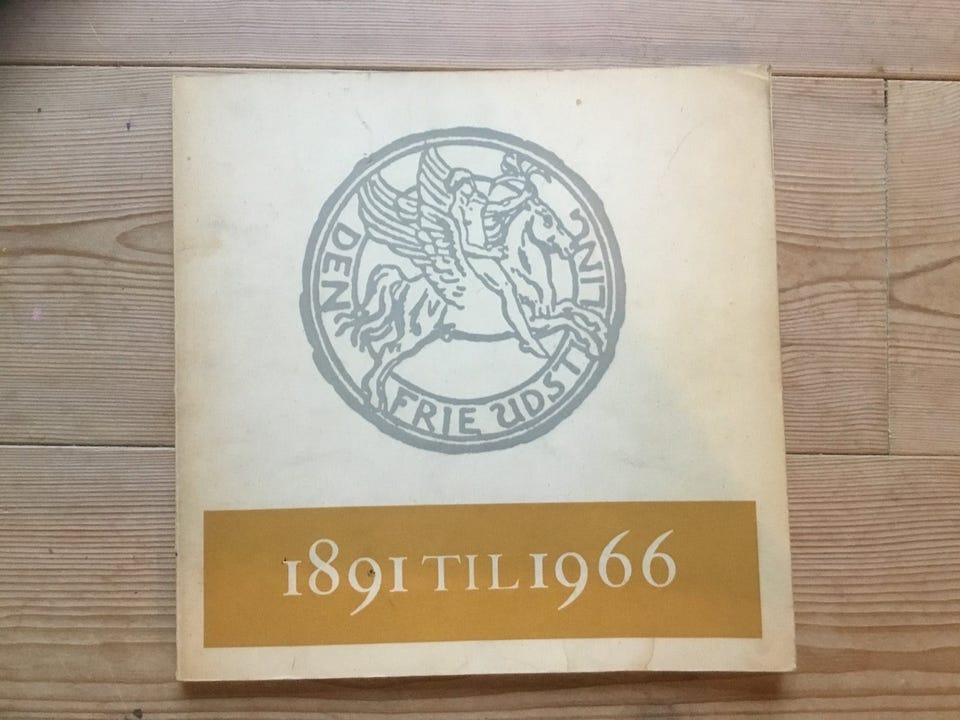 DEN FRIE UDSTILLING
1891 TIL 1966